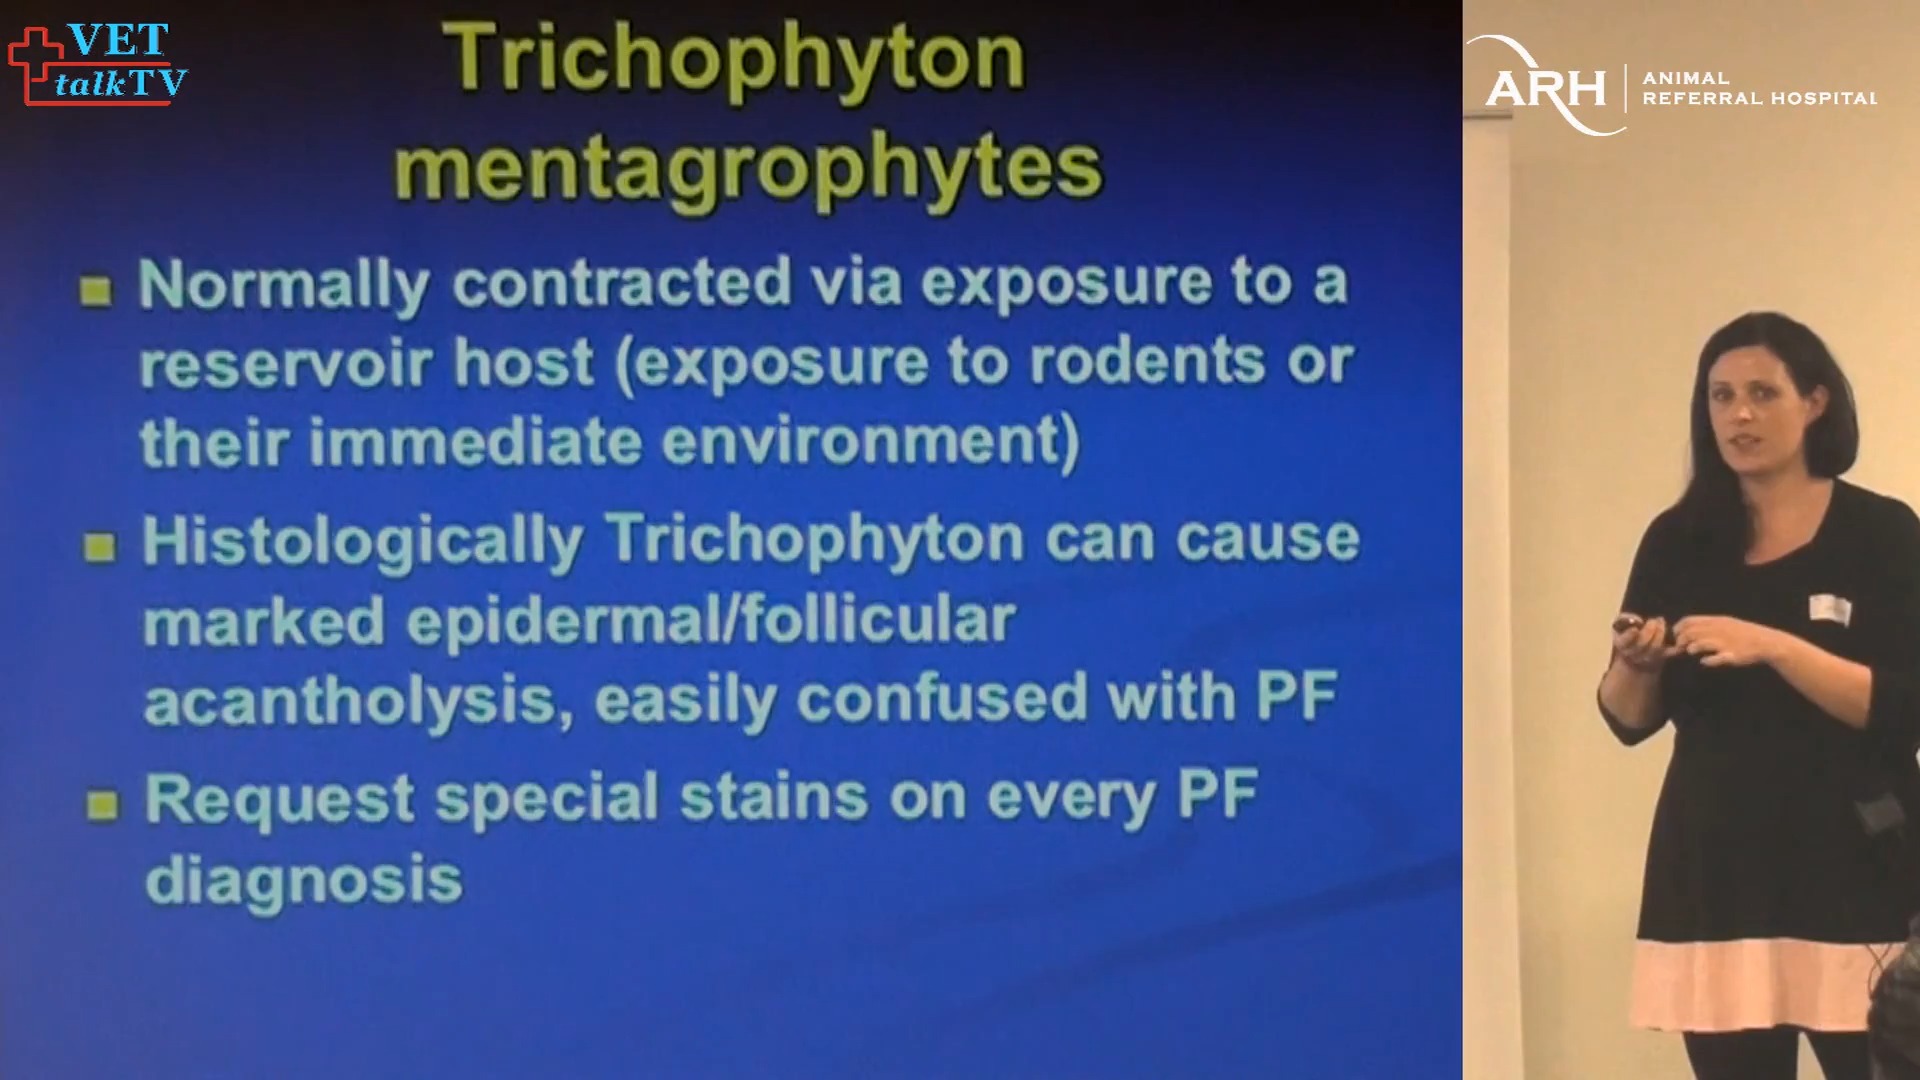 VET
talkTV
Trichophyton
mentagrophytes
Normally contracted via exposure to a
reservoir host (exposure to rodents or
their immediate environment)
Histologically Trichophyton can cause
marked epidermal/follicular
acantholysis, easily confused with PF
Request special stains on every PF
diagnosis
ARH
ANIMAL
REFERRAL HOSPITAL